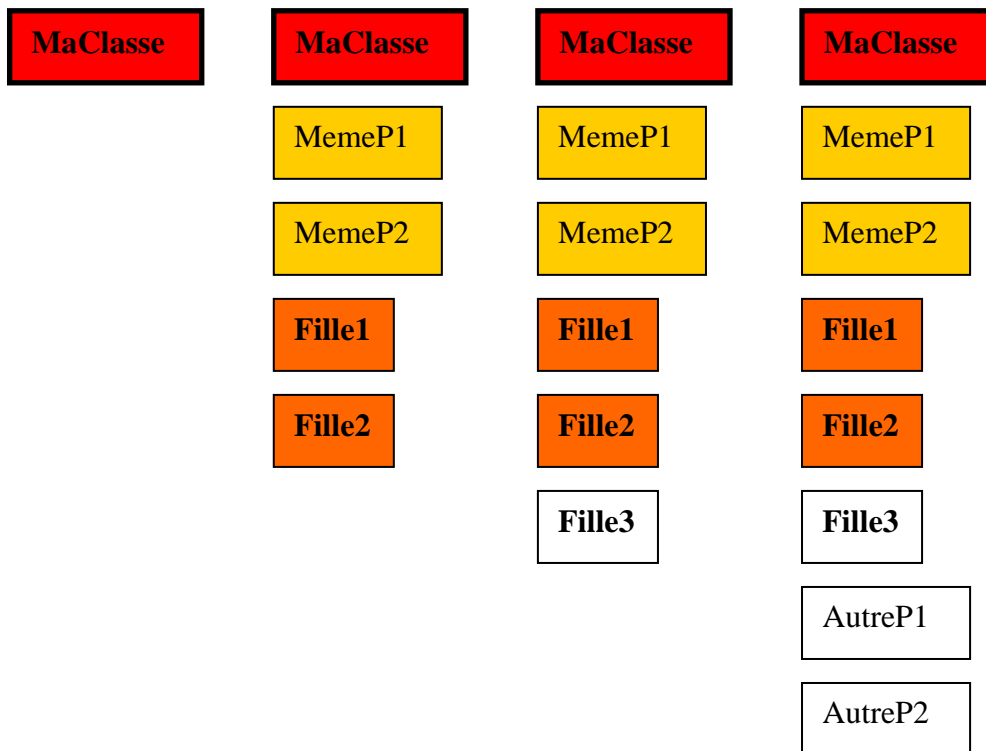 MaClasse MaClasse MaClasse MaClasse
MemeP1 MemeP1 MemeP1
MemeP2 MemeP2 MemeP2
Fille1 Fille1 Fille1
Fille2 Fille2 Fille2
Fille3 Fille3
AutreP1
AutreP2